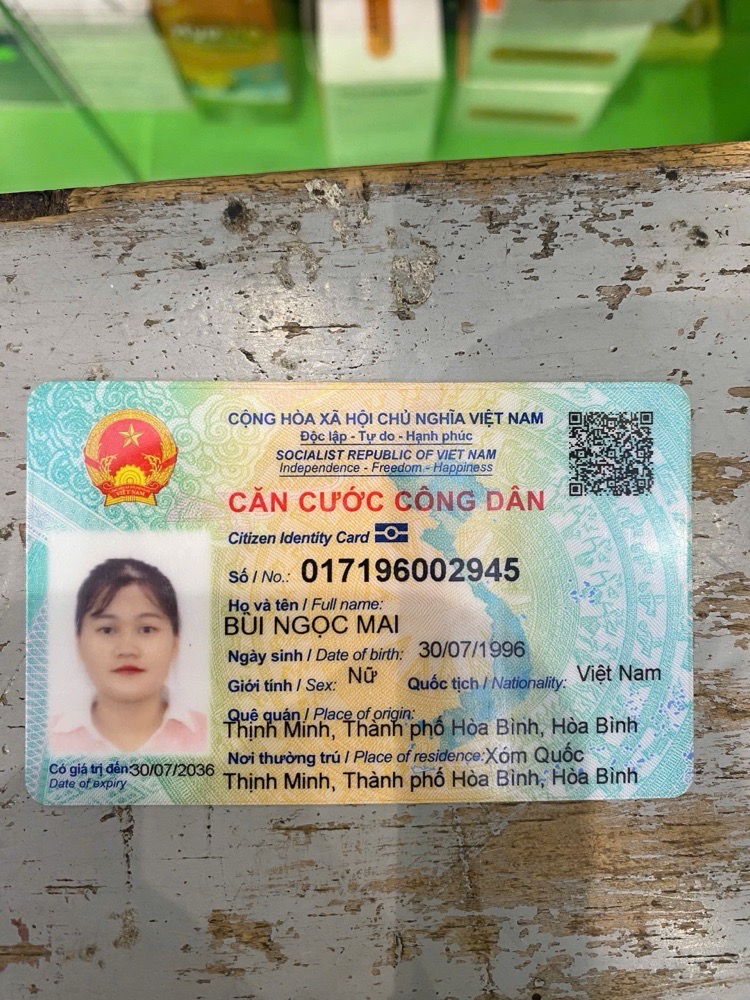 CỘNG HÒA XÃ HỘI CHỦ NGHĨA VIỆT NAM
Độc lập - Tự do - Hạnh phúc
SOCIALIST REPUBLIC OF VIET NAM
Independence - Freedom - Happiness
CĂN CƯỚC CÔNG DÂN
Citizen Identity Card
Số / No.: 017196002945
Họ và tên / Full name:
BÙI NGỌC MAI
Ngày sinh / Date of birth: 30/07/1996
Giới tính / Sex: Nữ Quốc tịch / Nationality: Việt Nam
Quê quán / Place of origin:
Thịnh Minh, Thành phố Hòa Bình, Hòa Bình
Nơi thường trú / Place of residence: Xóm Quốc
Thịnh Minh, Thành phố Hòa Bình, Hòa Bình
Có giá trị đến: 30/07/2036
Date of expiry
VIỆT NAM